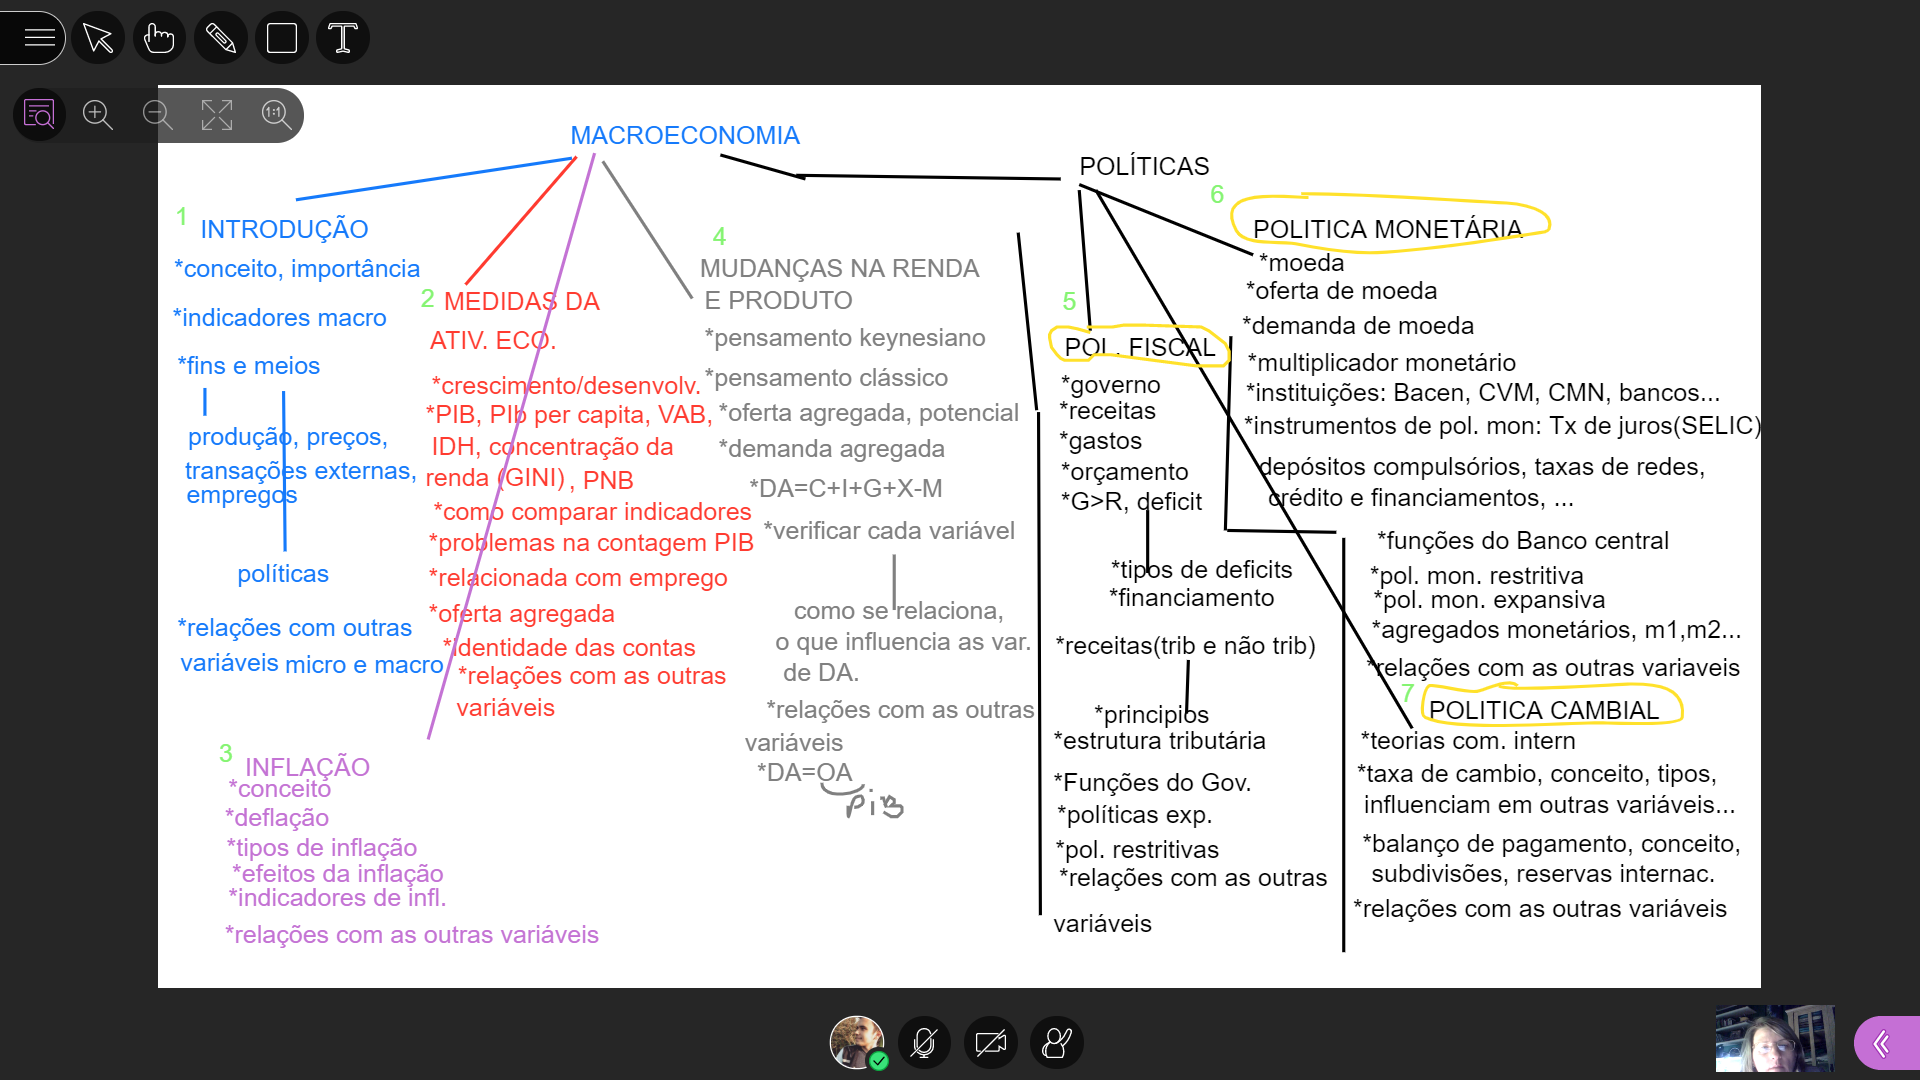 1:1
MACROECONOMIA
1
INTRODUÇÃO
*conceito, importância
*indicadores macro
*fins e meios
produção, preços,
transações externas,
empregos
políticas
*relações com outras
variáveis micro e macro
2
MEDIDAS DA
ATIV. ECO.
*crescimento/desenvolv.
*PIB, PIb per capita, VAB,
IDH, concentração da
renda (GINI), PNB
*como comparar indicadores
*problemas na contagem PIB
*relacionada com emprego
*oferta agregada
*identidade das contas
*relações com as outras
variáveis
3
INFLAÇÃO
*conceito
*deflação
*tipos de inflação
*efeitos da inflação
*indicadores de infl.
*relações com as outras variáveis
4
MUDANÇAS NA RENDA
E PRODUTO
*pensamento keynesiano
*pensamento clássico
*oferta agregada, potencial
*demanda agregada
*DA=C+I+G+X-M
*verificar cada variável
como se relaciona,
o que influencia as var.
de DA.
*relações com as outras
variáveis
*DA=OA
PiB
POLÍTICAS
5
POL. FISCAL
*governo
*receitas
*gastos
*orçamento
*G>R, deficit
*tipos de deficits
*financiamento
*receitas(trib e não trib)
*principios
*estrutura tributária
*Funções do Gov.
*políticas exp.
*pol. restritivas
*relações com as outras
variáveis
6
POLITICA MONETÁRIA
*moeda
*oferta de moeda
*demanda de moeda
*multiplicador monetário
*instituições: Bacen, CVM, CMN, bancos...
*instrumentos de pol. mon: Tx de juros(SELIC)
depósitos compulsórios, taxas de redes,
crédito e financiamentos, ...
*funções do Banco central
*pol. mon. restritiva
*pol. mon. expansiva
*agregados monetários, m1,m2...
*relações com as outras variaveis
7
POLITICA CAMBIAL
*teorias com. intern
*taxa de cambio, conceito, tipos,
influenciam em outras variáveis...
*balanço de pagamento, conceito,
subdivisões, reservas internac.
*relações com as outras variáveis